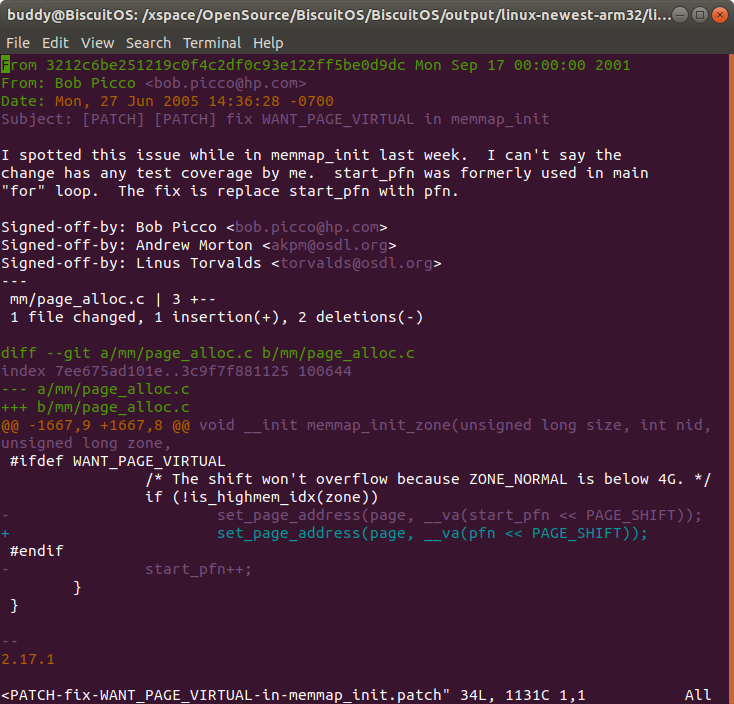 buddy@BiscuitOS: /xspace/OpenSource/BiscuitOS/BiscuitOS/output/linux-newest-arm32/li...
File Edit View Search Terminal Help
From 3212c6be251219c0f4c2df0c93e122ff5be0d9dc Mon Sep 17 00:00:00 2001
From: Bob Picco <bob.picco@hp.com>
Date: Mon, 27 Jun 2005 14:36:28 -0700
Subject: [PATCH] [PATCH] fix WANT_PAGE_VIRTUAL in memmap_init

I spotted this issue while in memmap_init last week.  I can't say the
change has any test coverage by me.  start_pfn was formerly used in main
"for" loop.  The fix is replace start_pfn with pfn.

Signed-off-by: Bob Picco <bob.picco@hp.com>
Signed-off-by: Andrew Morton <akpm@osdl.org>
Signed-off-by: Linus Torvalds <torvalds@osdl.org>
---
 mm/page_alloc.c | 3 +--
 1 file changed, 1 insertion(+), 2 deletions(-)

diff --git a/mm/page_alloc.c b/mm/page_alloc.c
index 7ee675ad101e..3c9f7f881125 100644
--- a/mm/page_alloc.c
+++ b/mm/page_alloc.c
@@ -1667,9 +1667,8 @@ void __init memmap_init_zone(unsigned long size, int nid,
unsigned long zone,
 #ifdef WANT_PAGE_VIRTUAL
                /* The shift won't overflow because ZONE_NORMAL is below 4G. */
                if (!is_highmem_idx(zone))
-                       set_page_address(page, __va(start_pfn << PAGE_SHIFT));
+                       set_page_address(page, __va(pfn << PAGE_SHIFT));
 #endif
-               start_pfn++;
        }
 }

--
2.17.1

<PATCH-fix-WANT_PAGE_VIRTUAL-in-memmap_init.patch" 34L, 1131C 1,1           All